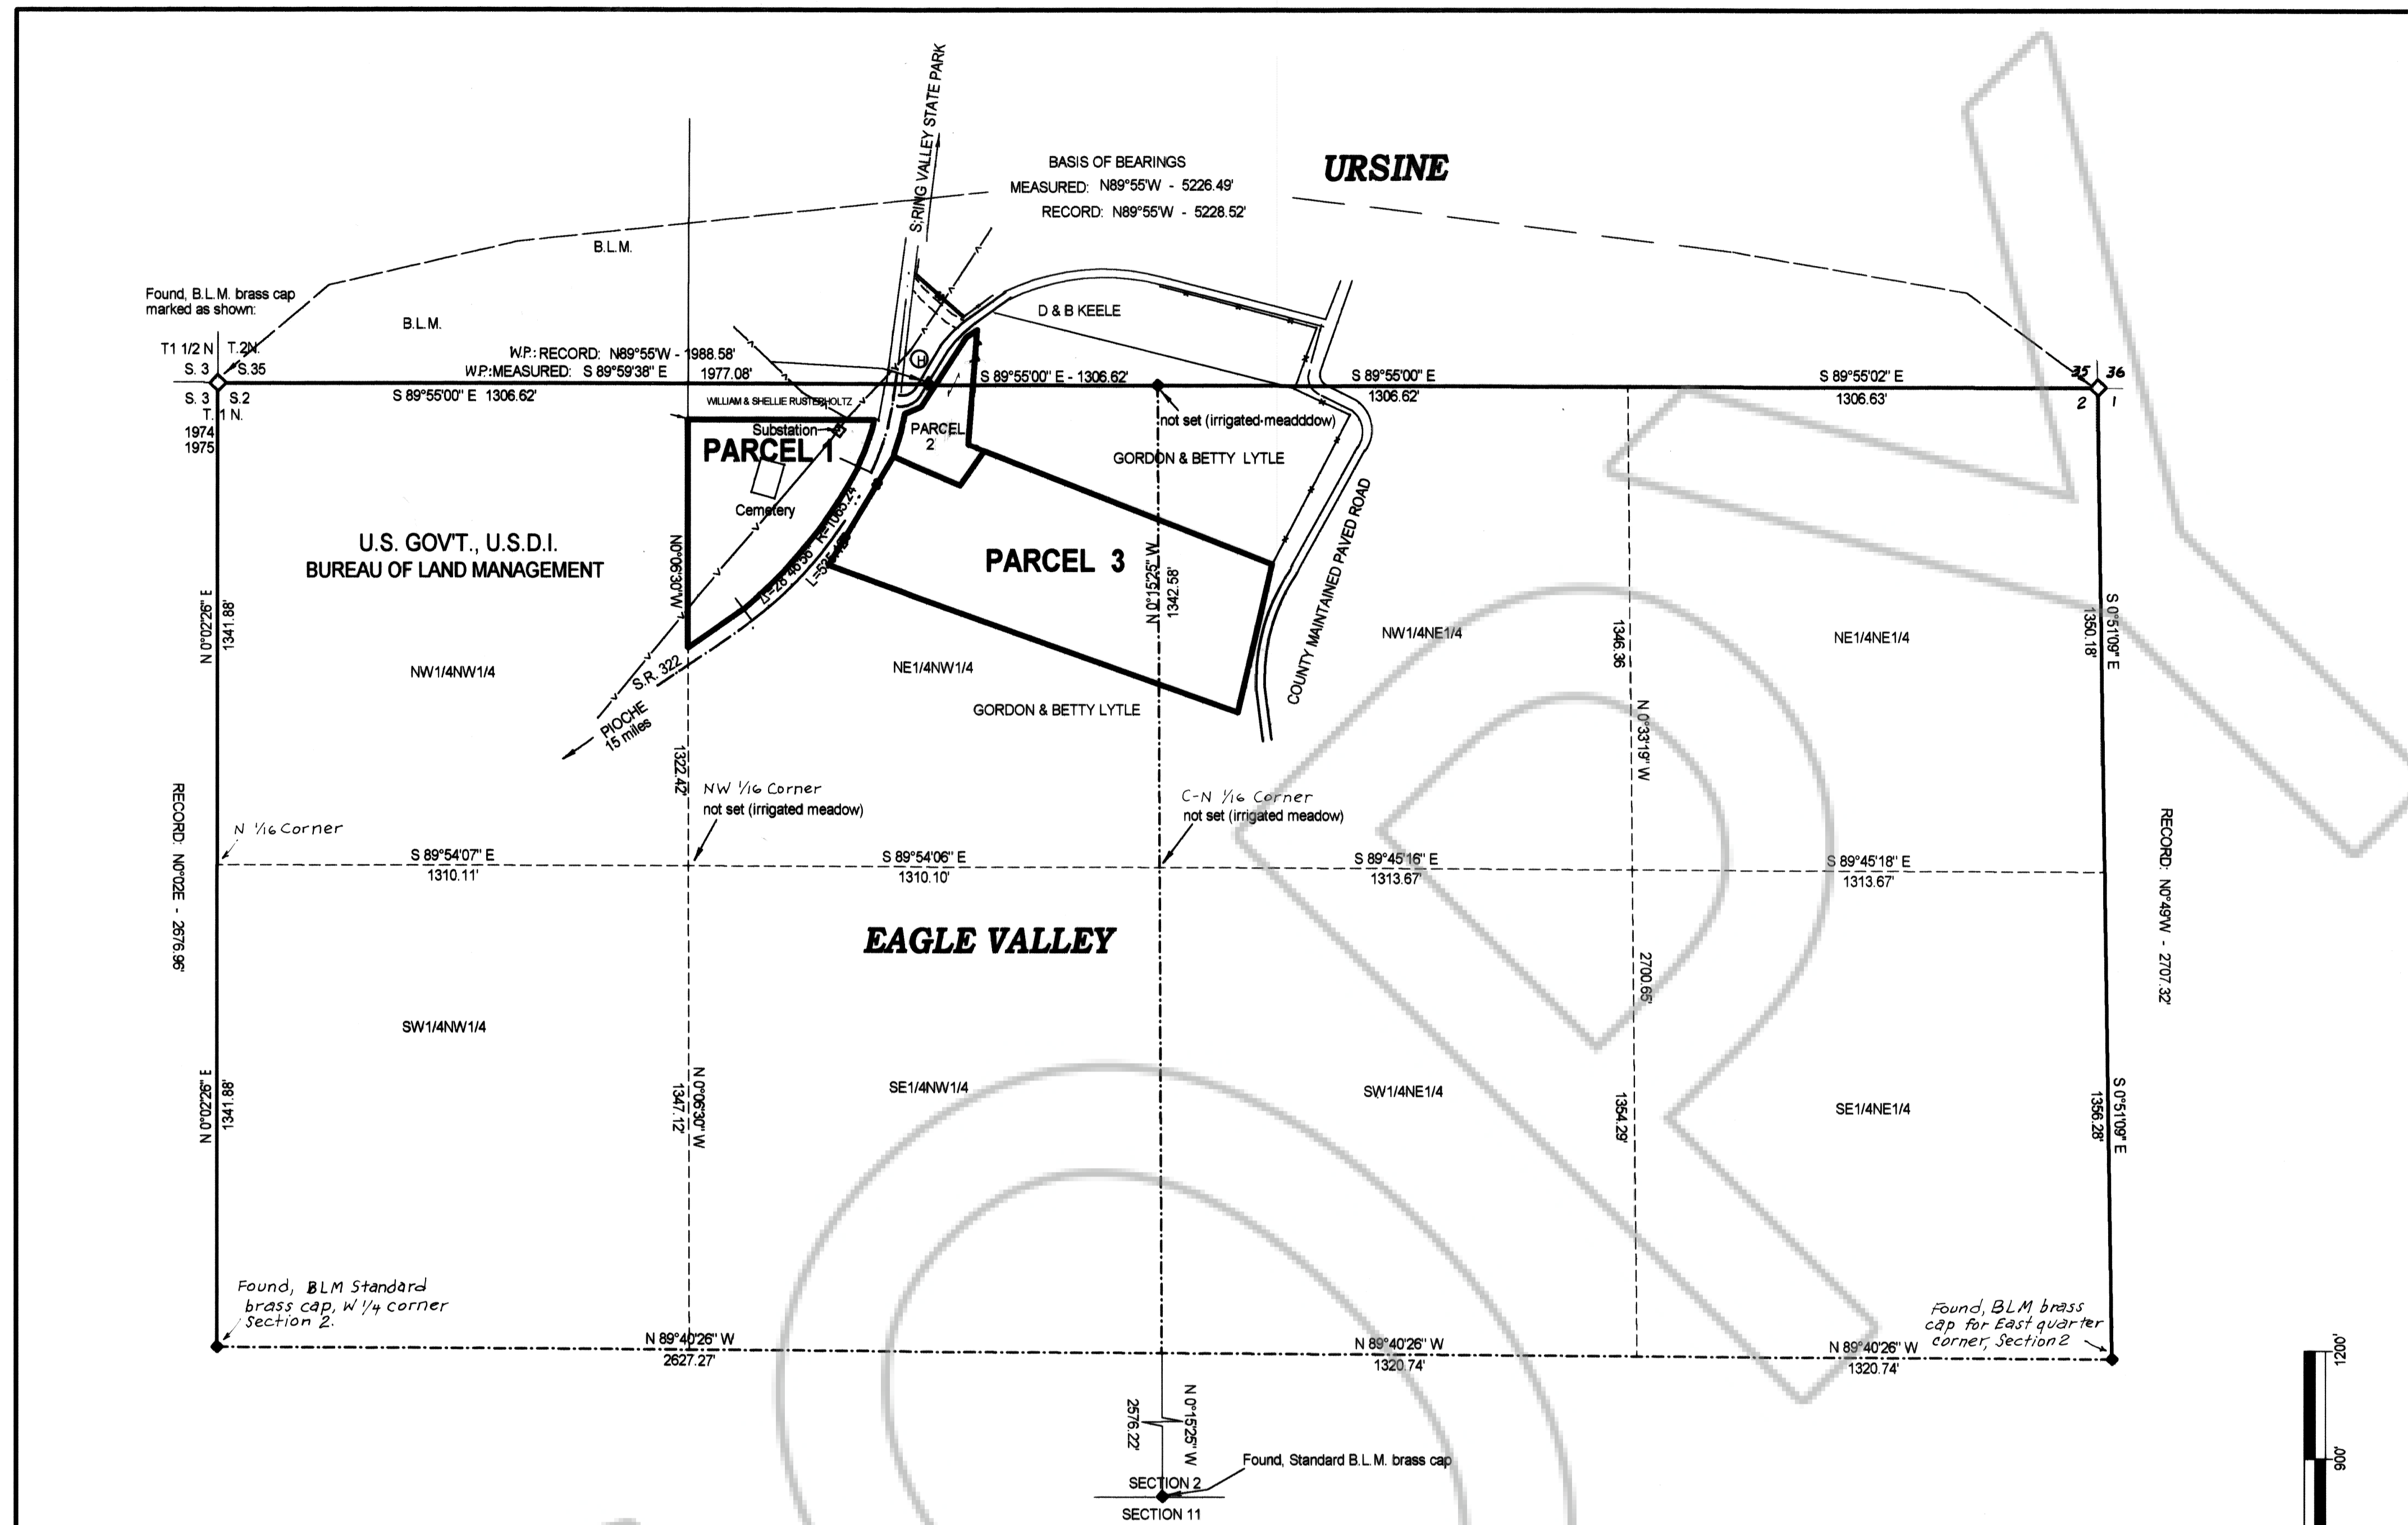 S;RING VALLEY STATE PARK
BASIS OF BEARINGS
MEASURED: N89°55'W - 5226.49'
RECORD: N89°55'W - 5228.52'
URSINE
B.L.M.
Found, B.L.M. brass cap
marked as shown:
B.L.M.
D & B KEELE
T1 1/2 N T.2N.
S. 3 S.35
S. 3 S.2
T. 1 N.
1974
1975
W.P.: RECORD: N89°55'W - 1988.58'
W.P.:MEASURED: S 89°59'38" E 1977.08'
H
S 89°55'00" E 1306.62'
S 89°55'00" E - 1306.62'
S 89°55'00" E
1306.62'
S 89°55'02" E
1306.63'
35 36
2 1
WILLIAM & SHELLIE RUSTERHOLTZ
Substation
PARCEL 1
Cemetery
PARCEL
2
not set (irrigated-meadddow)
GORDON & BETTY LYTLE
U.S. GOV'T., U.S.D.I.
BUREAU OF LAND MANAGEMENT
N0°06'30"W
Δ=28°46'56" R=1065.24'
PARCEL 3
N 0°15'25" W
1342.58'
COUNTY MAINTAINED PAVED ROAD
N 0°02'26" E
1341.88'
NW1/4NW1/4
S.R. 322
PIOCHE
15 miles
NE1/4NW1/4
GORDON & BETTY LYTLE
NW1/4NE1/4
1346.36
N 0°33'19" W
NE1/4NE1/4
S 0°51'09" E
1350.18'
1322.42'
NW 1/16 Corner
not set (irrigated meadow)
C-N 1/16 Corner
not set (irrigated meadow)
N 1/16 Corner
RECORD: N0°02E - 2676.96'
RECORD: N0°49'W - 2707.32'
S 89°54'07" E
1310.11'
S 89°54'06" E
1310.10'
S 89°45'16" E
1313.67'
S 89°45'18" E
1313.67'
EAGLE VALLEY
2700.65'
SW1/4NW1/4
N 0°02'26" E
1341.88'
N 0°06'30" W
1347.12'
SE1/4NW1/4
SW1/4NE1/4
1354.29'
SE1/4NE1/4
S 0°51'09" E
1356.28'
Found, BLM Standard
brass cap, W 1/4 corner
Section 2.
Found, BLM brass
cap for East quarter
corner, Section 2
N 89°40'26" W
2627.27'
N 89°40'26" W
1320.74'
N 89°40'26" W
1320.74'
N 0°15'25" W
2576.22'
Found, Standard B.L.M. brass cap
SECTION 2
SECTION 11
1200'
900'